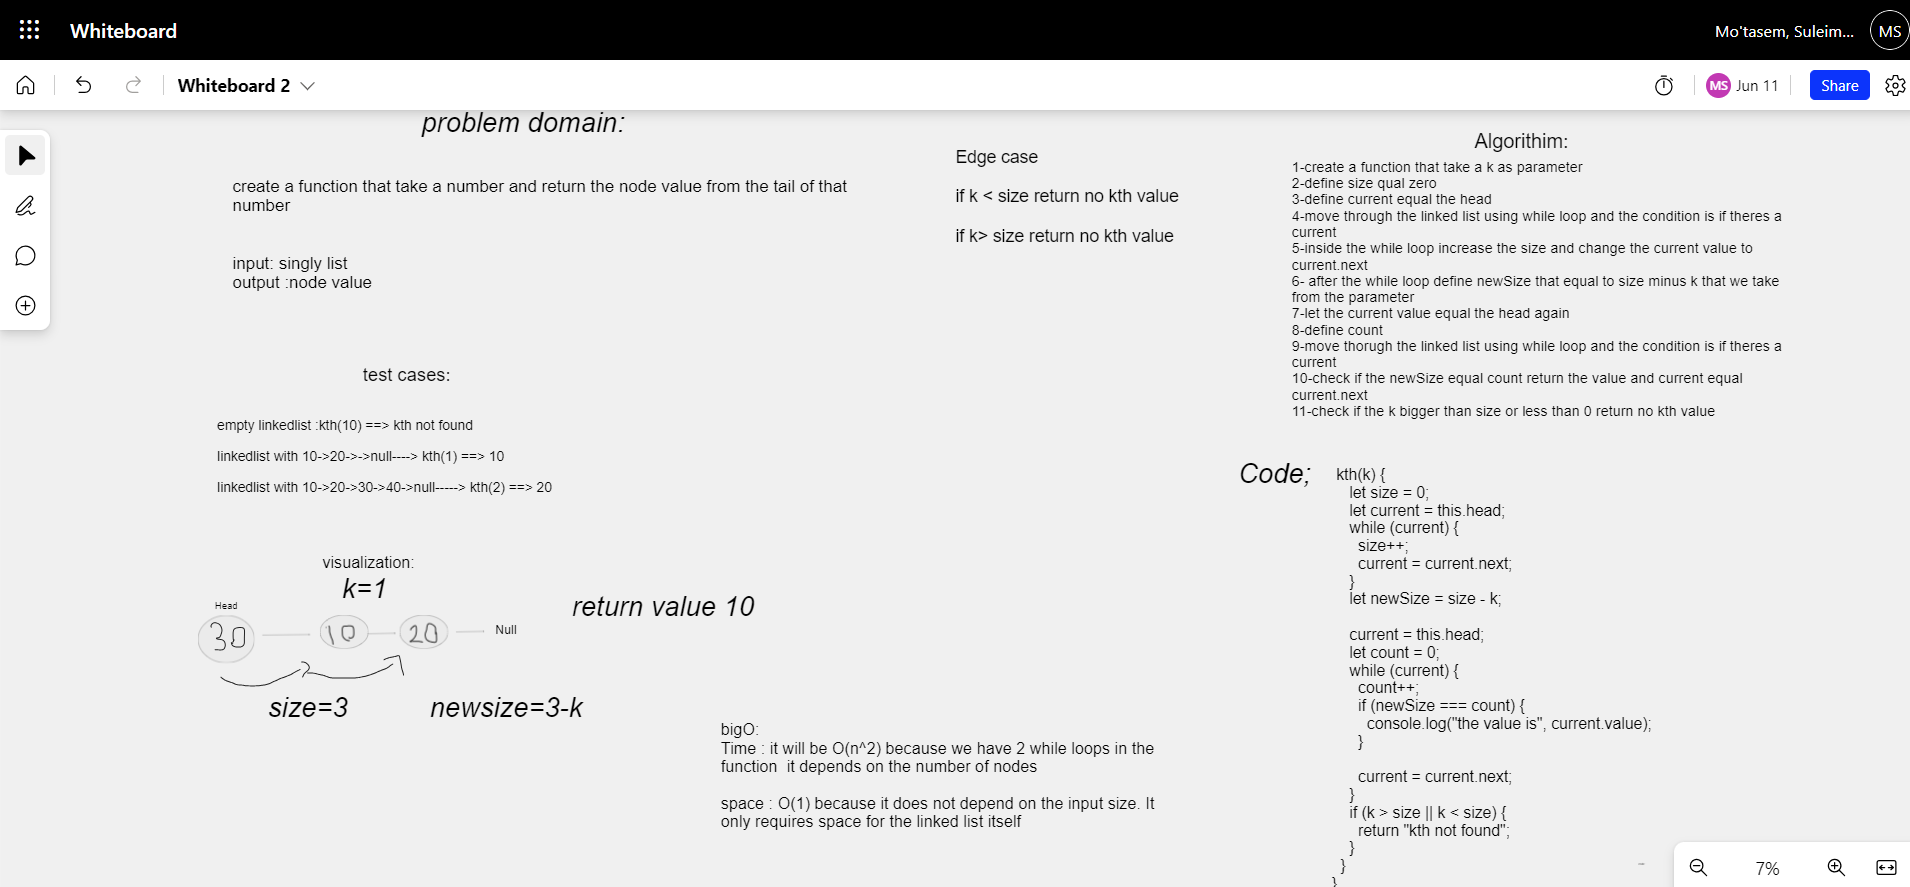 Whiteboard
Mo'tasem, Suleim...
MS
Whiteboard 2
MS
Jun 11
Share
problem domain:
create a function that take a number and return the node value from the tail of that
number
input: singly list
output :node value
test cases:
empty linkedlist :kth(10) ==> kth not found
linkedlist with 10->20->->null----> kth(1) ==> 10
linkedlist with 10->20->30->40->null-----> kth(2) ==> 20
visualization:
k=1
Head
30
10
20
Null
return value 10
size=3
newsize=3-k
Edge case
if k < size return no kth value
if k> size return no kth value
bigO:
Time : it will be O(n^2) because we have 2 while loops in the
function  it depends on the number of nodes
space : O(1) because it does not depend on the input size. It
only requires space for the linked list itself
Algorithim:
1-create a function that take a k as parameter
2-define size qual zero
3-define current equal the head
4-move through the linked list using while loop and the condition is if theres a
current
5-inside the while loop increase the size and change the current value to
current.next
6- after the while loop define newSize that equal to size minus k that we take
from the parameter
7-let the current value equal the head again
8-define count
9-move thorugh the linked list using while loop and the condition is if theres a
current
10-check if the newSize equal count return the value and current equal
current.next
11-check if the k bigger than size or less than 0 return no kth value
Code;
kth(k) {
let size = 0;
let current = this.head;
while (current) {
size++;
current = current.next;
}
let newSize = size - k;
current = this.head;
let count = 0;
while (current) {
count++;
if (newSize === count) {
console.log("the value is", current.value);
}
current = current.next;
}
if (k > size || k < size) {
return "kth not found";
}
}
}
7%